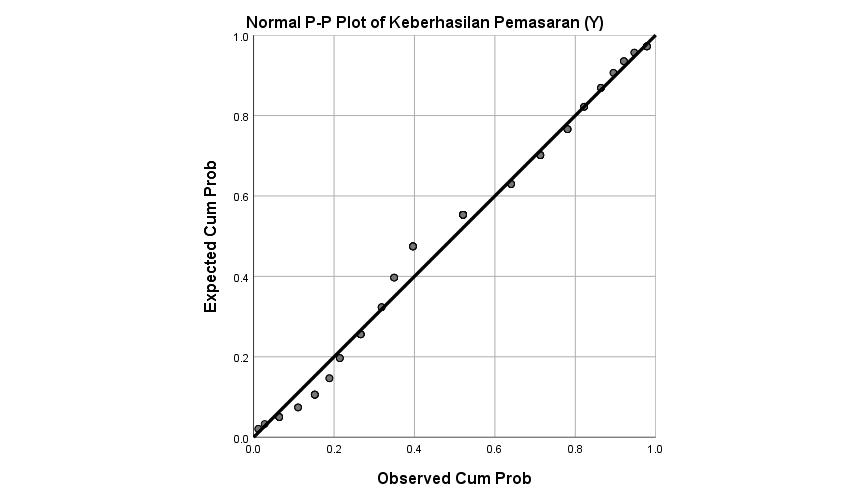 Normal P-P Plot of Keberhasilan Pemasaran (Y)
1.0
0.8
0.6
0.4
0.2
0.0
Expected Cum Prob
0.0 0.2 0.4 0.6 0.8 1.0
Observed Cum Prob